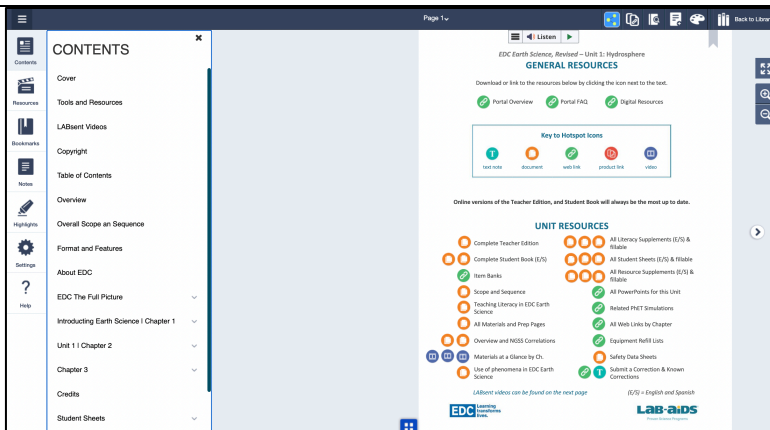 Page 1
Back to Librar
Contents
Resources
Bookmarks
Notes
Highlights
Settings
Help
CONTENTS
Cover
Tools and Resources
LABsent Videos
Copyright
Table of Contents
Overview
Overall Scope an Sequence
Format and Features
About EDC
EDC The Full Picture
Introducting Earth Science I Chapter 1
Unit 1 I Chapter 2
Chapter 3
Credits
Student Sheets
Listen
EDC Earth Science, Revised – Unit 1: Hydrosphere
GENERAL RESOURCES
Download or link to the resources below by clicking the icon next to the text.
Portal Overview Portal FAQ Digital Resources
Key to Hotspot Icons
T
text note document web link product link video
Online versions of the Teacher Edition, and Student Book will always be the most up to date.
UNIT RESOURCES
Complete Teacher Edition
Complete Student Book (E/S)
Item Banks
Scope and Sequence
Teaching Literacy in EDC Earth
Science
All Materials and Prep Pages
Overview and NGSS Correlations
Materials at a Glance by Ch.
Use of phenomena in EDC Earth
Science
All Literacy Supplements (E/S) &
fillable
All Student Sheets (E/S) & fillable
All Resource Supplements (E/S) &
fillable
All PowerPoints for this Unit
Related PhET Simulations
All Web Links by Chapter
Equipment Refill Lists
Safety Data Sheets
T
Submit a Correction & Known
Corrections
LABsent videos can be found on the next page
(E/S) = English and Spanish
EDC Learning
transforms
lives.
LAB-AIDS